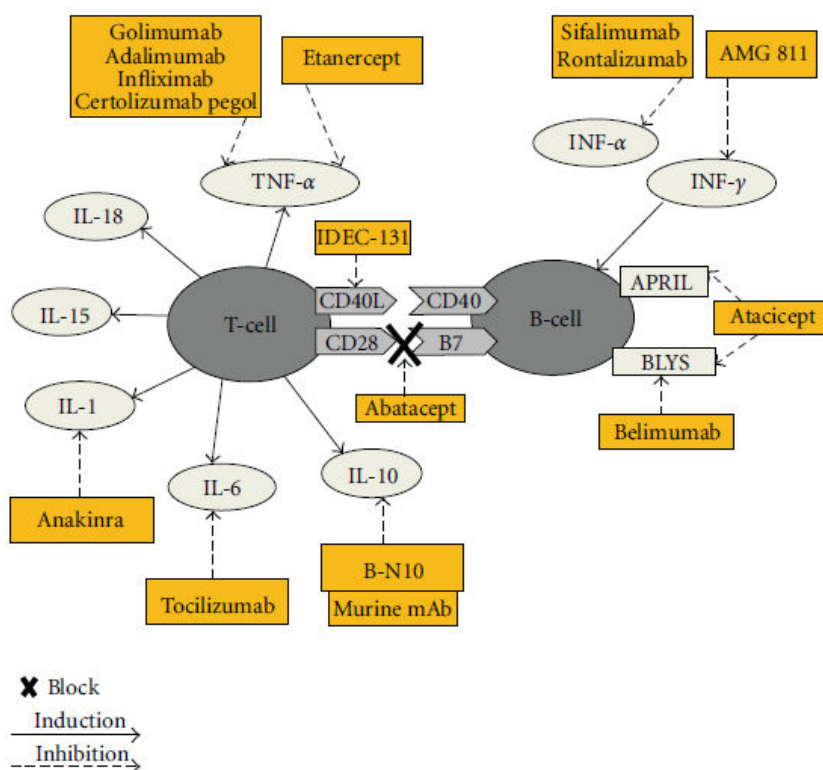 Golimumab
Adalimumab
Infliximab
Certolizumab pegol
Etanercept
Sifalimumab
Rontalizumab
AMG 811
TNF-α
INF-α
INF-γ
IL-18
IDEC-131
IL-15
T-cell
CD40L
CD40
CD28
B7
B-cell
APRIL
Atacicept
BLYS
IL-1
Abatacept
Belimumab
IL-6
IL-10
Anakinra
Tocilizumab
B-N10
Murine mAb
Block
Induction
Inhibition